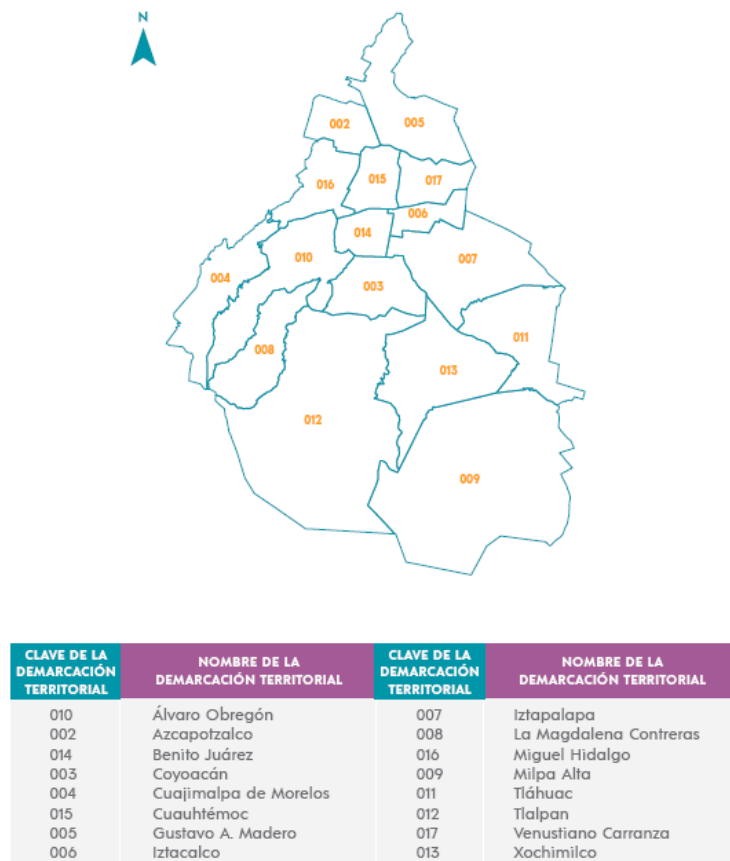 N
002
005
015
017
016
006
014
010
007
004
003
011
008
013
012
009
CLAVE DE LA DEMARCACIÓN TERRITORIAL NOMBRE DE LA DEMARCACIÓN TERRITORIAL CLAVE DE LA DEMARCACIÓN TERRITORIAL NOMBRE DE LA DEMARCACIÓN TERRITORIAL
010 Álvaro Obregón 007 Iztapalapa
002 Azcapotzalco 008 La Magdalena Contreras
014 Benito Juárez 016 Miguel Hidalgo
003 Coyoacán 009 Milpa Alta
004 Cuajimalpa de Morelos 011 Tláhuac
015 Cuauhtémoc 012 Tlalpan
005 Gustavo A. Madero 017 Venustiano Carranza
006 Iztacalco 013 Xochimilco